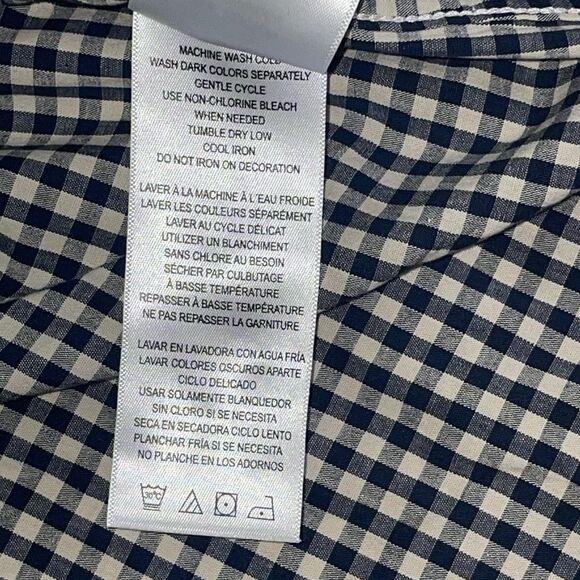 MACHINE WASH COLD
WASH DARK COLORS SEPARATELY
GENTLE CYCLE
USE NON-CHLORINE BLEACH
WHEN NEEDED
TUMBLE DRY LOW
COOL IRON
DO NOT IRON ON DECORATION
LAVER À LA MACHINE À L'EAU FROIDE
LAVER LES COULEURS SÉPARÉMENT
LAVER AU CYCLE DÉLICAT
UTILIZER UN BLANCHIMENT
SANS CHLORE AU BESOIN
SÉCHER PAR CULBUTAGE
À BASSE TEMPÉRATURE
REPASSER À BASSE TEMPÉRATURE
NE PAS REPASSER LA GARNITURE
LAVAR EN LAVADORA CON AGUA FRÍA
LAVAR COLORES OSCUROS APARTE
CICLO DELICADO
USAR SOLAMENTE BLANQUEDOR
SIN CLORO SI SE NECESITA
SECÁ EN SECADORA CICLO LENTO
PLANCHAR FRÍA SI SE NECESITA
NO PLANCHE EN LOS ADORNOS
30°C